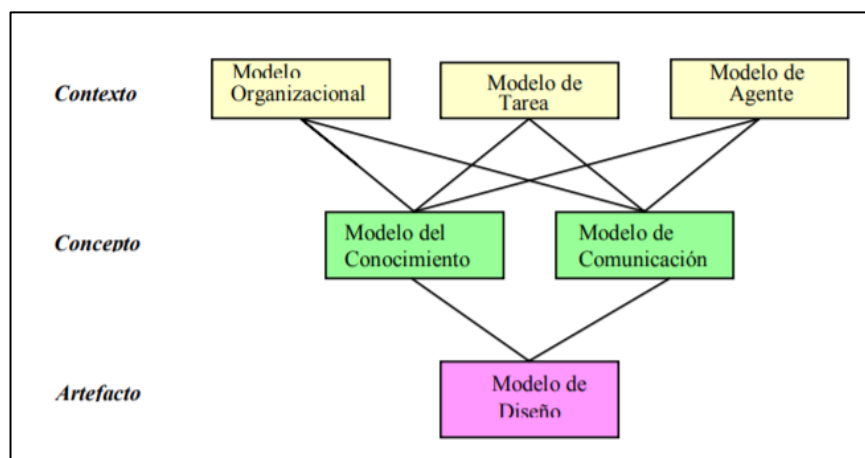 Contexto
Modelo
Organizacional
Modelo de
Tarea
Modelo de
Agente
Concepto
Modelo del
Conocimiento
Modelo de
Comunicación
Artefacto
Modelo de
Diseño